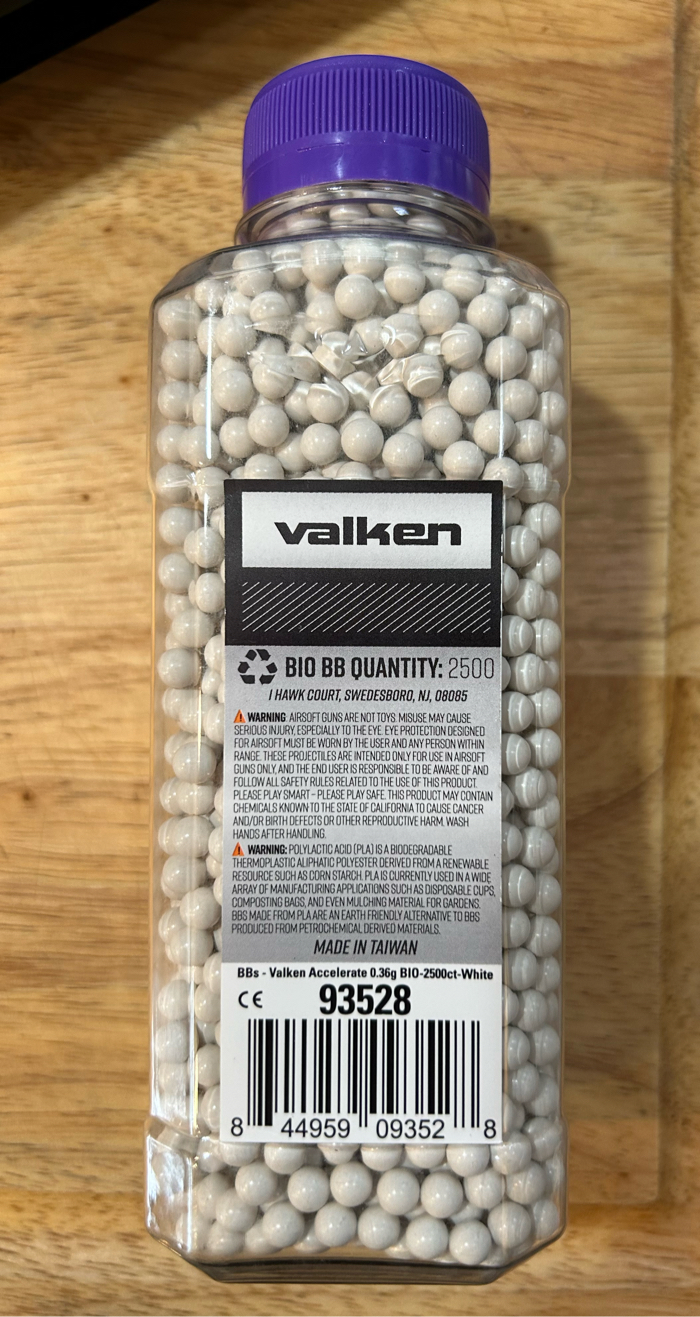 valken
BIO BB QUANTITY: 2500
1 HAWK COURT, SWEDESBORO, NJ, 08085
WARNING: AIRSOFT GUNS ARE NOT TOYS. MISUSE MAY CAUSE
SERIOUS INJURY, ESPECIALLY TO THE EYE. EYE PROTECTION DESIGNED
FOR AIRSOFT MUST BE WORN BY THE USER AND ANY PERSON WITHIN
RANGE. THESE PROJECTILES ARE INTENDED ONLY FOR USE IN AIRSOFT
GUNS ONLY, AND THE END USER IS RESPONSIBLE TO BE AWARE OF AND
FOLLOW ALL SAFETY RULES RELATED TO THE USE OF THIS PRODUCT.
PLEASE PLAY SMART - PLEASE PLAY SAFE. THIS PRODUCT MAY CONTAIN
CHEMICALS KNOWN TO THE STATE OF CALIFORNIA TO CAUSE CANCER
AND/OR BIRTH DEFECTS OR OTHER REPRODUCTIVE HARM. WASH
HANDS AFTER HANDLING.
WARNING: POLYLACTIC ACID (PLA) IS A BIODEGRADABLE
THERMOPLASTIC ALIPHATIC POLYESTER DERIVED FROM A RENEWABLE
RESOURCE SUCH AS CORN STARCH. PLA IS CURRENTLY USED IN A WIDE
ARRAY OF MANUFACTURING APPLICATIONS SUCH AS DISPOSABLE CUPS,
COMPOSTING BAGS, AND EVEN MULCHING MATERIAL FOR GARDENS.
BBS MADE FROM PLA ARE AN EARTH FRIENDLY ALTERNATIVE TO BBS
PRODUCED FROM PETROCHEMICAL DERIVED MATERIALS.
MADE IN TAIWAN
BBs - Valken Accelerate 0.36g BIO-2500ct-White
CE 93528
8 44959 09352 8